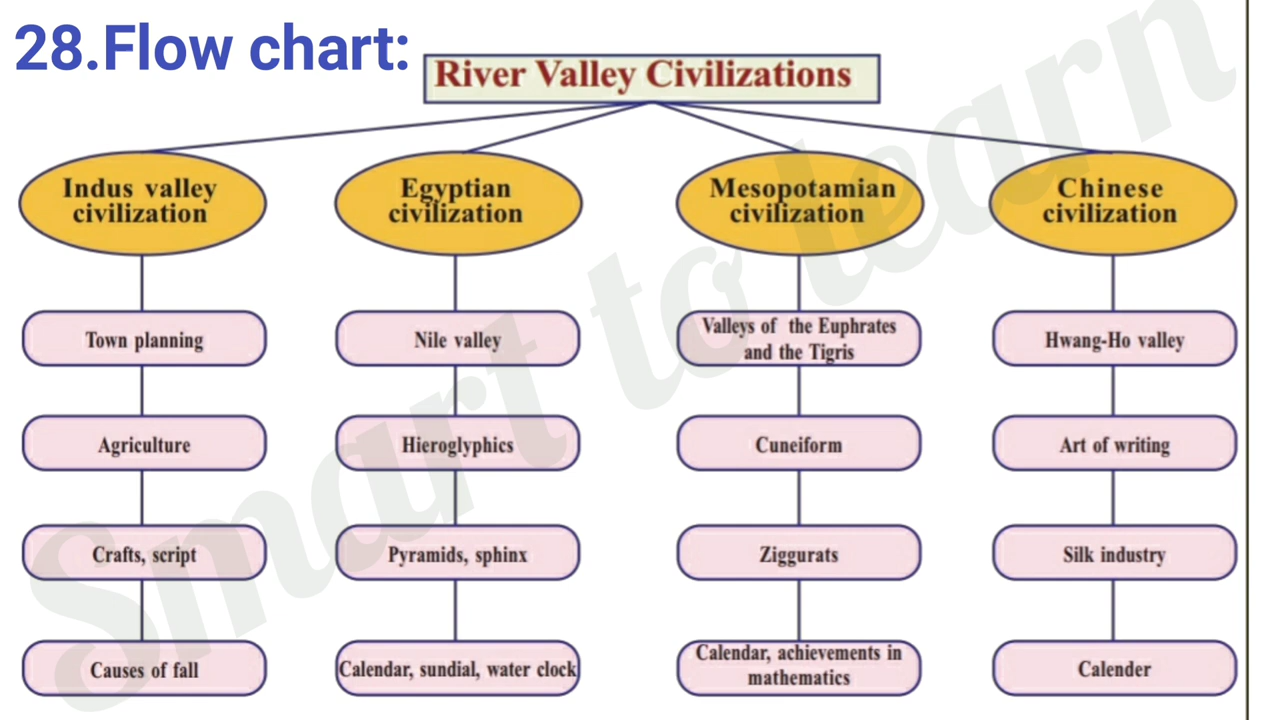 28.Flow chart:
River Valley Civilizations
Indus valley
civilization
Egyptian
civilization
Mesopotamian
civilization
Chinese
civilization
Town planning
Nile valley
Valleys of the Euphrates
and the Tigris
Hwang-Ho valley
Agriculture
Hieroglyphics
Cuneiform
Art of writing
Crafts, script
Pyramids, sphinx
Ziggurats
Silk industry
Causes of fall
Calendar, sundial, water clock
Calendar, achievements in
mathematics
Calender
Smart to learn